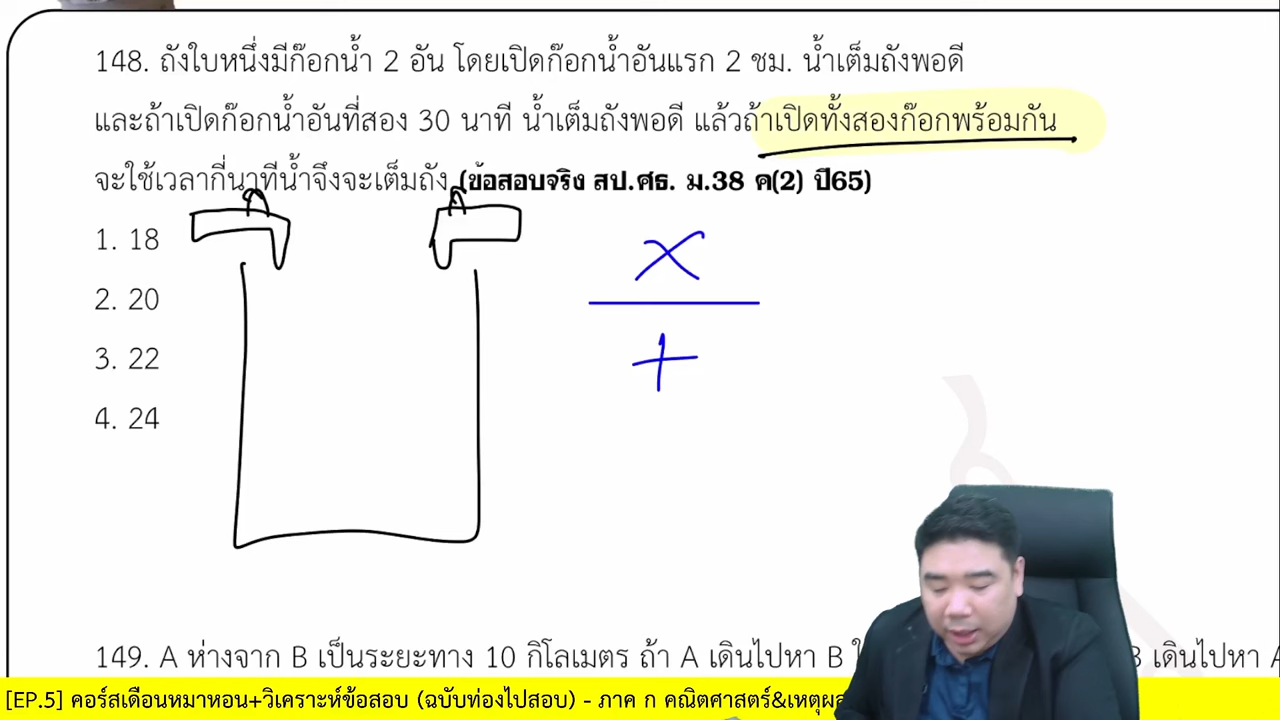 148. ถังใบหนึ่งมีก๊อกน้ำ 2 อัน โดยเปิดก๊อกน้ำอันแรก 2 ชม. น้ำเต็มถังพอดี
และถ้าเปิดก๊อกน้ำอันที่สอง 30 นาที น้ำเต็มถังพอดี แล้วถ้าเปิดทั้งสองก๊อกพร้อมกัน
จะใช้เวลากี่นาทีน้ำจึงจะเต็มถัง (ข้อสอบจริง สป.ศธ. ม.38 ค(2) ปี65)
1. 18
2. 20
3. 22
4. 24
×
+
149. A ห่างจาก B เป็นระยะทาง 10 กิโลเมตร ถ้า A เดินไปหา B เดินไปหา A
[EP.5] คอร์สเดือนหมาหอน+วิเคราะห์ข้อสอบ (ฉบับท่องไปสอบ) - ภาค ก คณิตศาสตร์&เหตุผล